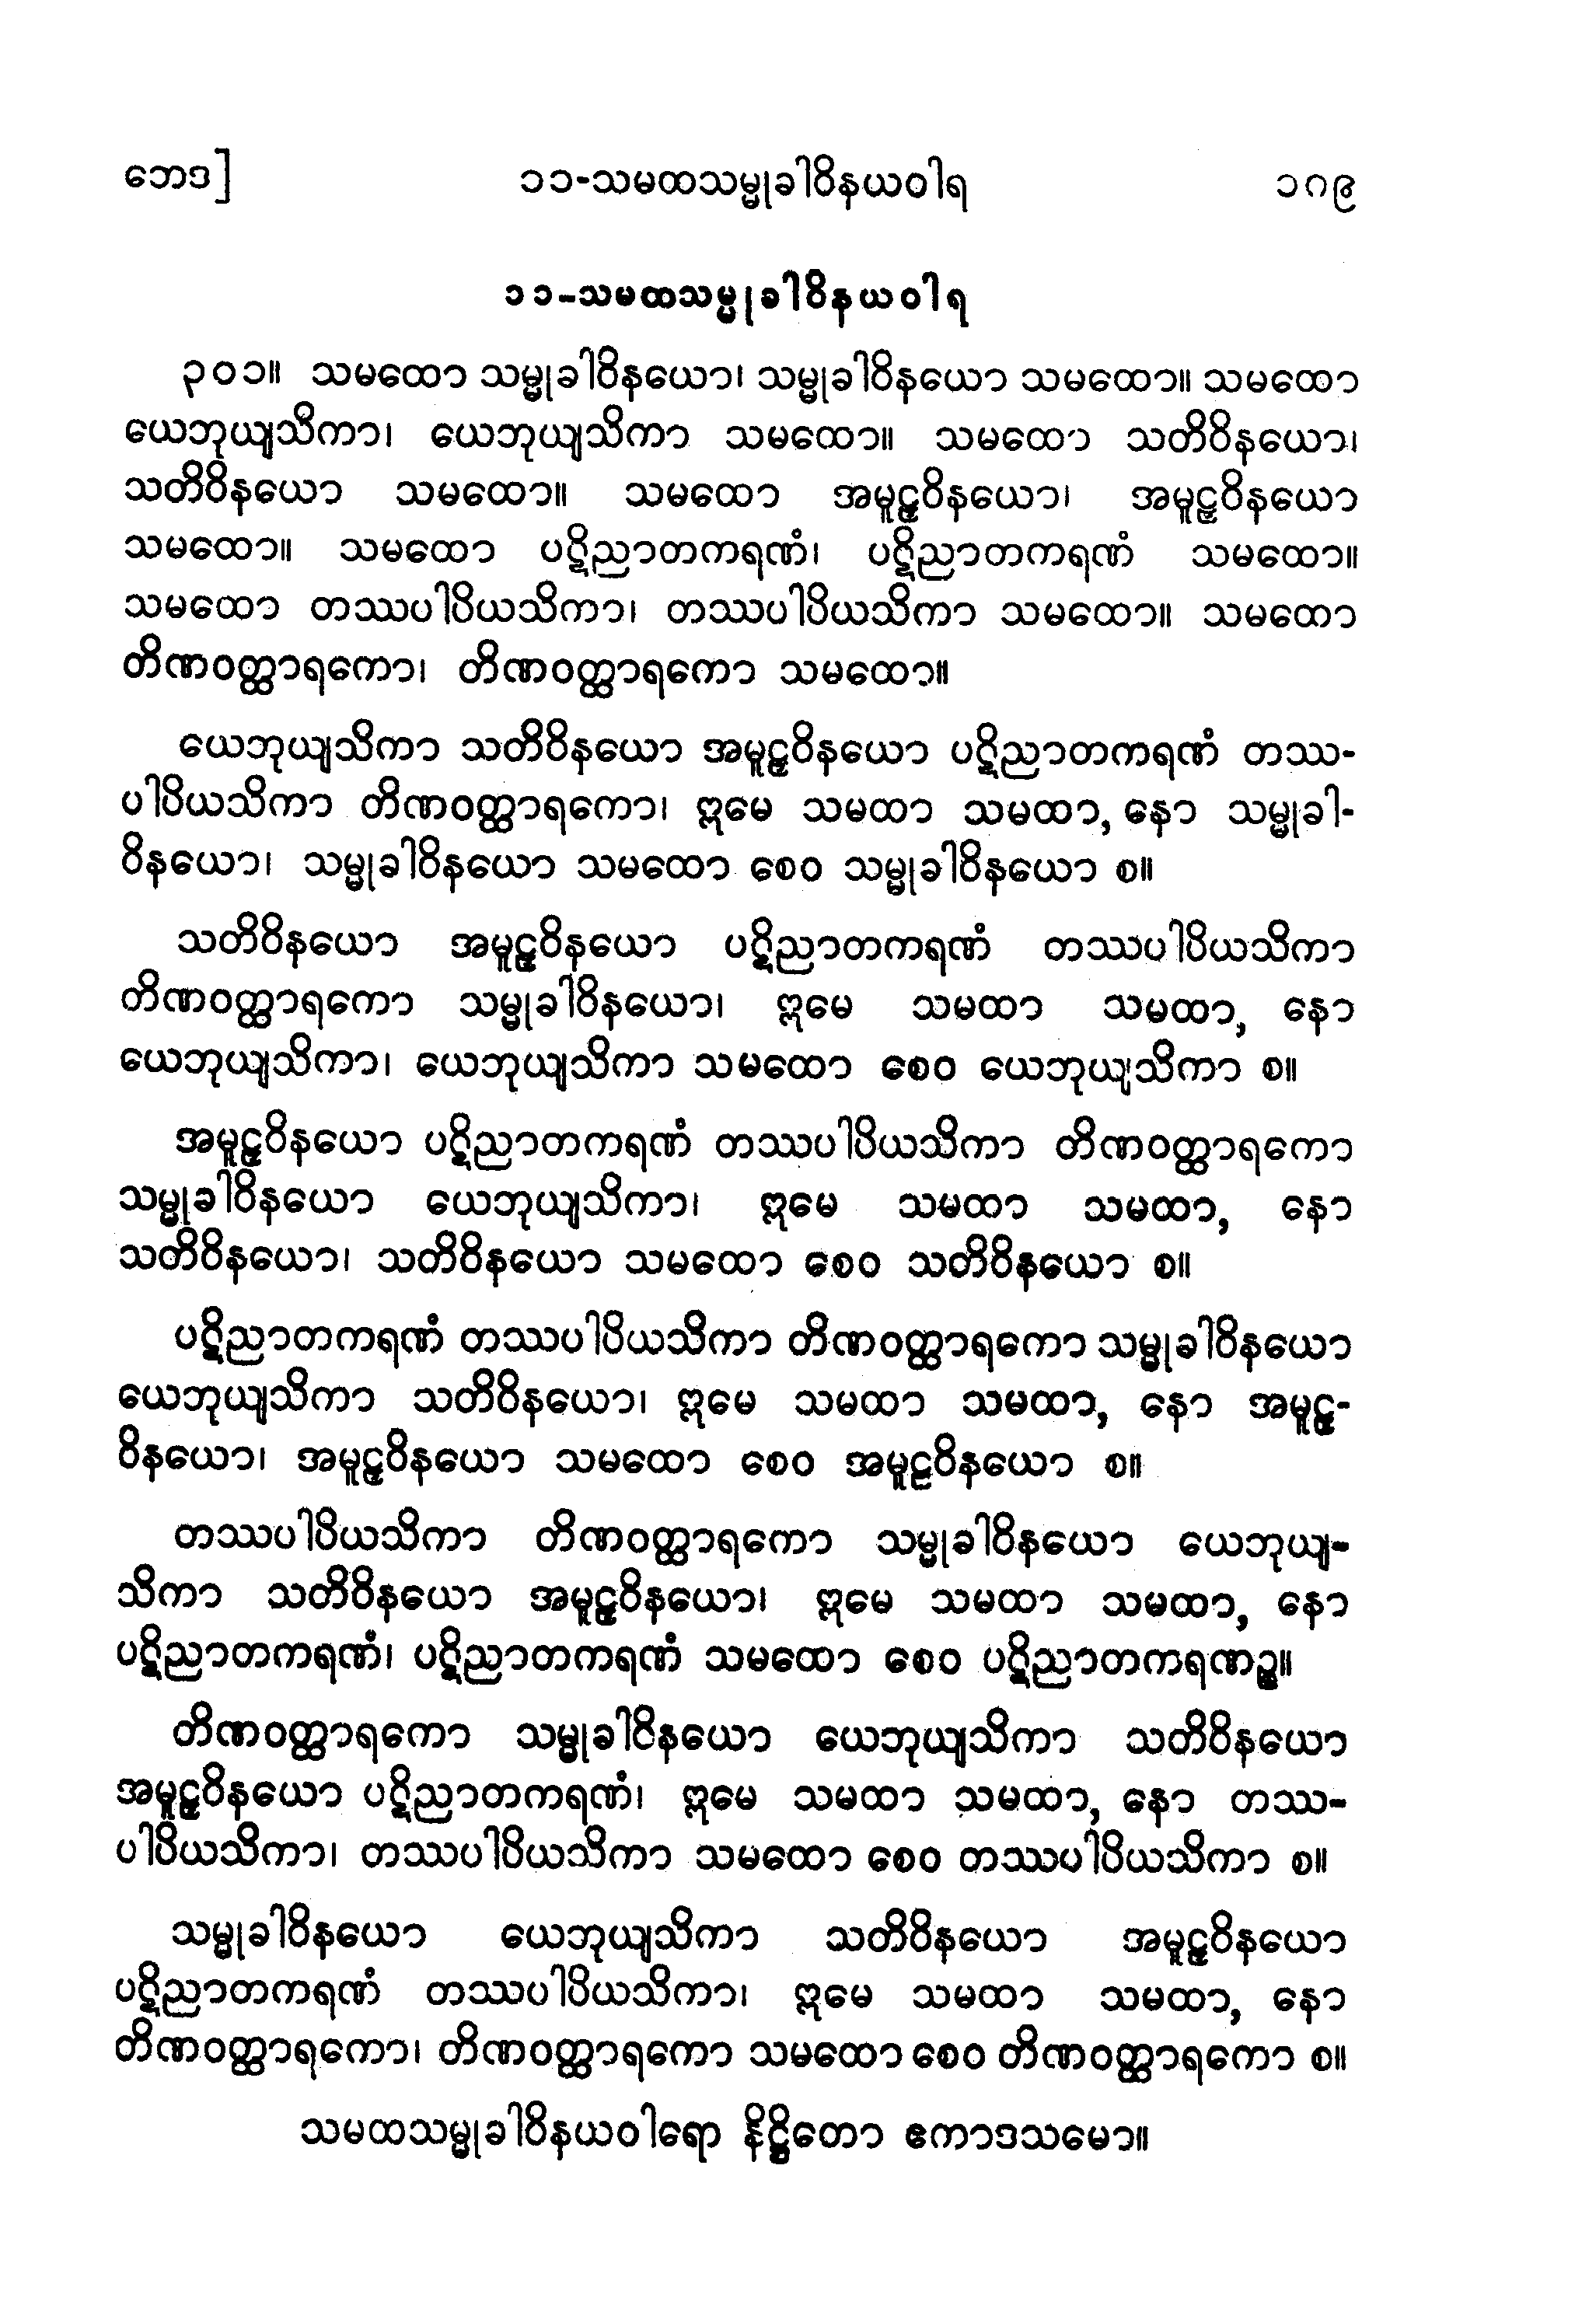 ဘေဒ]
၁၁-သမထသမ္မုခါဝိနယဝါရ
၁၈၉
၁၁-သမထသမ္မုခါဝိနယဝါရ
၃၀၁။ သမထော သမ္မုခါဝိနယော၊ သမ္မုခါဝိနယော သမထော။ သမထော
ယေဘုယျသိကာ၊ ယေဘုယျသိကာ သမထော။ သမထော သတိဝိနယော၊
သတိဝိနယော သမထော။ သမထော အမူဠှဝိနယော၊ အမူဠှဝိနယော
သမထော။ သမထော ပဋိညာတကရဏံ၊ ပဋိညာတကရဏံ သမထော။
သမထော တဿပါပိယသိကာ၊ တဿပါပိယသိကာ သမထော။ သမထော
တိဏဝတ္ထာရကော၊ တိဏဝတ္ထာရကော သမထော။
ယေဘုယျသိကာ သတိဝိနယော အမူဠှဝိနယော ပဋိညာတကရဏံ တဿ-
ပါပိယသိကာ တိဏဝတ္ထာရကော၊ ဣမေ သမထာ သမထာ, နော သမ္မုခါ-
ဝိနယော၊ သမ္မုခါဝိနယော သမထော စေဝ သမ္မုခါဝိနယော စ။
သတိဝိနယော အမူဠှဝိနယော ပဋိညာတကရဏံ တဿပါပိယသိကာ
တိဏဝတ္ထာရကော သမ္မုခါဝိနယော၊ ဣမေ သမထာ သမထာ, နော
ယေဘုယျသိကာ၊ ယေဘုယျသိကာ သမထော စေဝ ယေဘုယျသိကာ စ။
အမူဠှဝိနယော ပဋိညာတကရဏံ တဿပါပိယသိကာ တိဏဝတ္ထာရကော
သမ္မုခါဝိနယော ယေဘုယျသိကာ၊ ဣမေ သမထာ သမထာ, နော
သတိဝိနယော၊ သတိဝိနယော သမထော စေဝ သတိဝိနယော စ။
ပဋိညာတကရဏံ တဿပါပိယသိကာ တိဏဝတ္ထာရကော သမ္မုခါဝိနယော
ယေဘုယျသိကာ သတိဝိနယော၊ ဣမေ သမထာ သမထာ, နော အမူဠှ-
ဝိနယော၊ အမူဠှဝိနယော သမထော စေဝ အမူဠဝိနယော စ။
တဿပါပိယသိကာ တိဏဝတ္ထာရကော သမ္မုခါဝိနယော ယေဘုယျ-
သိကာ သတိဝိနယော အမူဠှဝိနယော၊ ဣမေ သမထာ သမထာ, နော
ပဋိညာတကရဏံ၊ ပဋိညာတကရဏံ သမထော စေဝ ပဋိညာတကရဏဉ္စ။
တိဏဝတ္ထာရကော သမ္မုခါဝိနယော ယေဘုယျသိကာ သတိဝိနယော
အမူဠှဝိနယော ပဋိညာတကရဏံ၊ ဣမေ သမထာ သမထာ, နော တဿ-
ပါပိယသိကာ၊ တဿပါပိယသိကာ သမထော စေဝ တဿပါပိယသိကာ စ။
သမ္မုခါဝိနယော ယေဘုယျသိကာ သတိဝိနယော အမူဠှဝိနယော
ပဋိညာတကရဏံ တဿပါပိယသိကာ၊ ဣမေ သမထာ သမထာ, နော
တိဏဝတ္ထာရကော၊ တိဏဝတ္ထာရကော သမထော စေဝ တိဏဝတ္ထာရကော စ။
သမထသမ္မုခါဝိနယဝါရော နိဋ္ဌိတော ဧကာဒသမော။